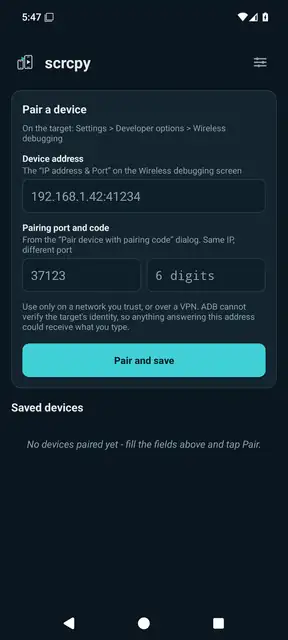 5:47
scrcpy
Pair a device
On the target: Settings > Developer options > Wireless
debugging
Device address
The "IP address & Port" on the Wireless debugging screen
192.168.1.42:41234
Pairing port and code
From the "Pair device with pairing code" dialog. Same IP,
different port
37123
6 digits
Use only on a network you trust, or over a VPN. ADB cannot
verify the target's identity, so anything answering this address
could receive what you type.
Pair and save
Saved devices
No devices paired yet - fill the fields above and tap Pair.